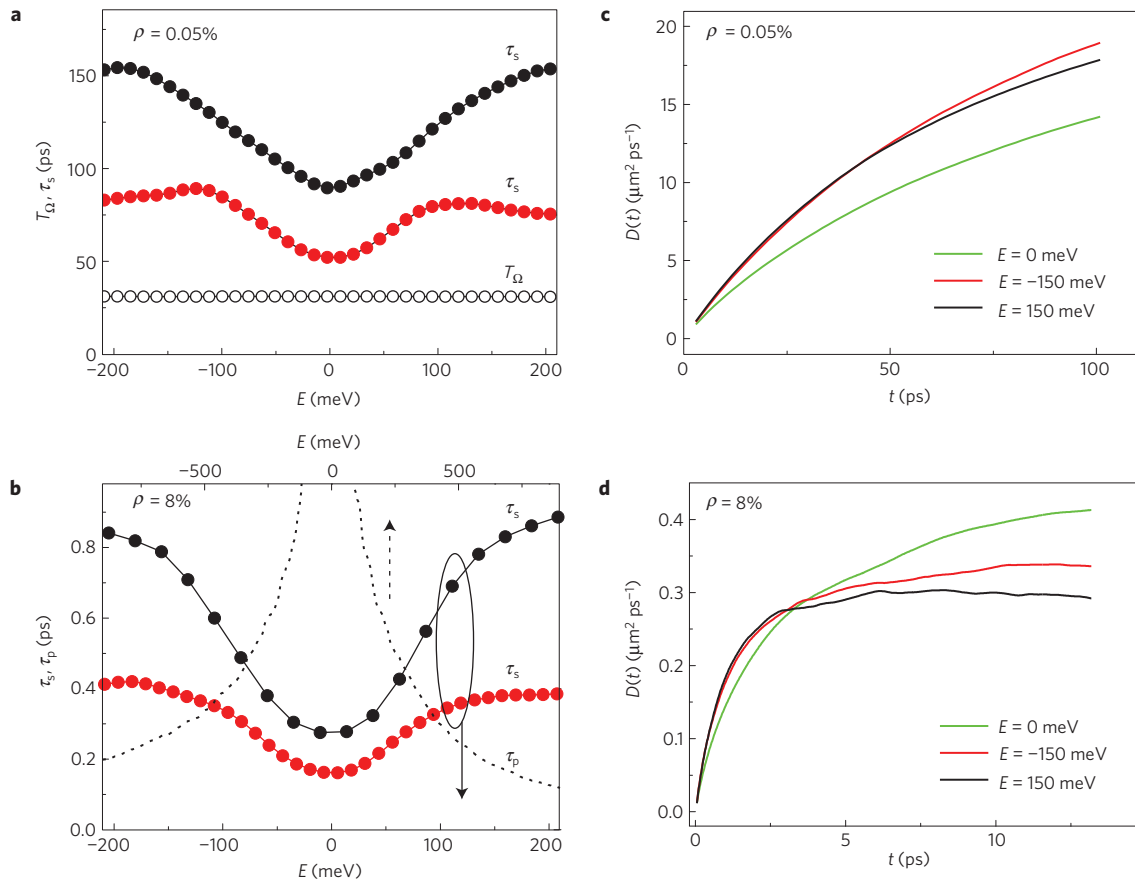 a
ρ = 0.05%
τs
τs
TΩ
TΩ, τs (ps)
150
100
50
0
−200
−100
0
100
200
E (meV)
c
ρ = 0.05%
D(t) (μm² ps⁻¹)
20
15
10
5
0
E = 0 meV
E = −150 meV
E = 150 meV
0
50
100
t (ps)
E (meV)
−500
0
500
b
ρ = 8%
τs
τs
τp
τs, τp (ps)
0.8
0.6
0.4
0.2
0.0
−200
−100
0
100
200
E (meV)
d
ρ = 8%
D(t) (μm² ps⁻¹)
0.4
0.3
0.2
0.1
0.0
E = 0 meV
E = −150 meV
E = 150 meV
0
5
10
t (ps)